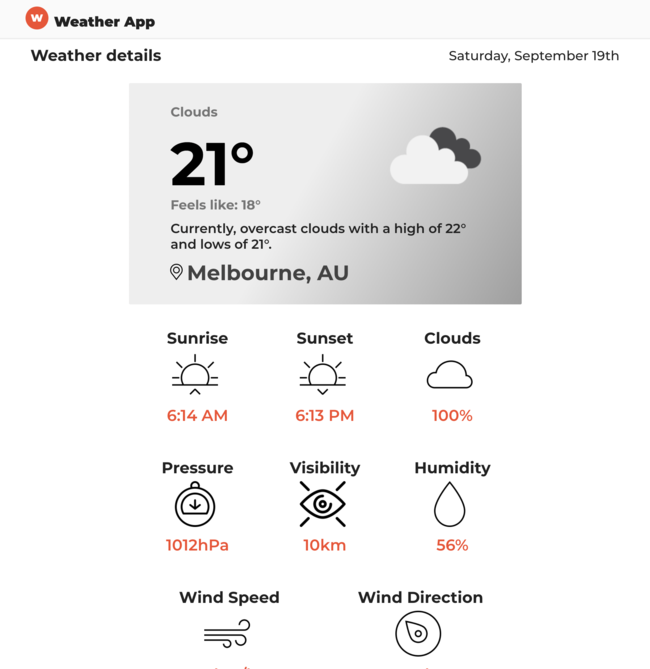 W Weather App
Weather details
Saturday, September 19th
Clouds
21°
Feels like: 18°
Currently, overcast clouds with a high of 22°
and lows of 21°.
Melbourne, AU
Sunrise Sunset Clouds
6:14 AM 6:13 PM 100%
Pressure Visibility Humidity
1012hPa 10km 56%
Wind Speed Wind Direction